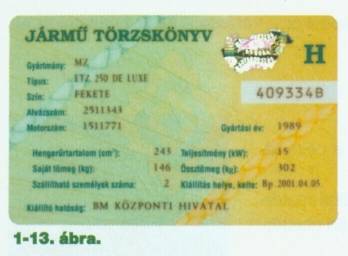 JÁRMŰ TÖRZSKÖNYV
H
Gyártmány: MZ
Típus: ETZ 250 DE LUXE
Szín: FEKETE
409334B
Alvázszám: 2511343
Motorszám: 1511771 Gyártási év: 1989
Hengerűrtartalom (cm³): 243 Teljesítmény (kW): 15
Saját tömeg (kg): 146 Össztömeg (kg): 302
Szállítható személyek száma: 2 Kiállítás helye, kelte: Bp.2001.04.05
Kiállító hatóság: BM KÖZPONTI HIVATAL
1-13. ábra.